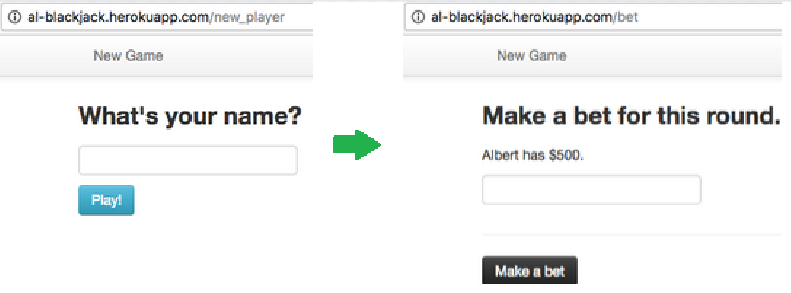 al-blackjack.herokuapp.com/new_player
New Game
What's your name?
Play!
al-blackjack.herokuapp.com/bet
New Game
Make a bet for this round.
Albert has $500.
Make a bet